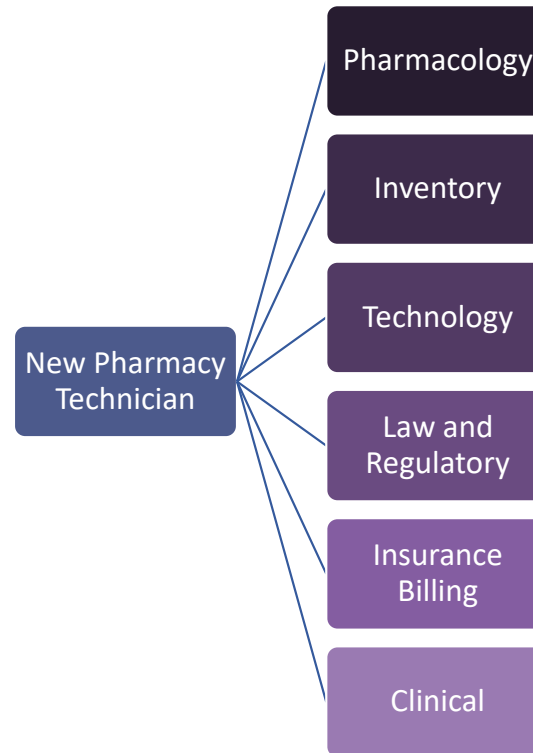 Pharmacology
Inventory
Technology
New Pharmacy
Technician
Law and
Regulatory
Insurance
Billing
Clinical